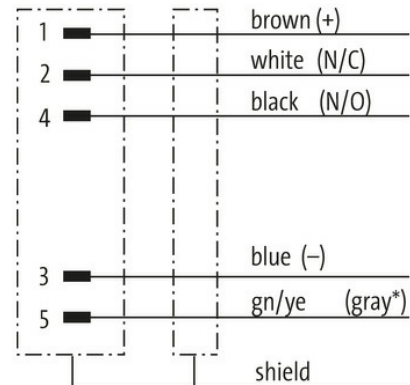 1 brown (+)
2 white (N/C)
4 black (N/O)
3 blue (–)
5 gn/ye (gray*)
shield